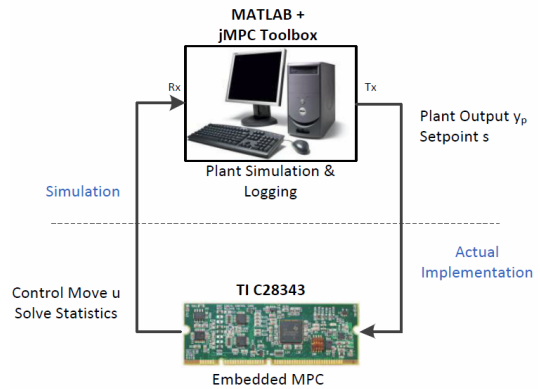 MATLAB +
jMPC Toolbox
Rx
Tx
Plant Output yp
Setpoint s
Plant Simulation &
Logging
Simulation
Actual
Implementation
Control Move u
Solve Statistics
TI C28343
Embedded MPC